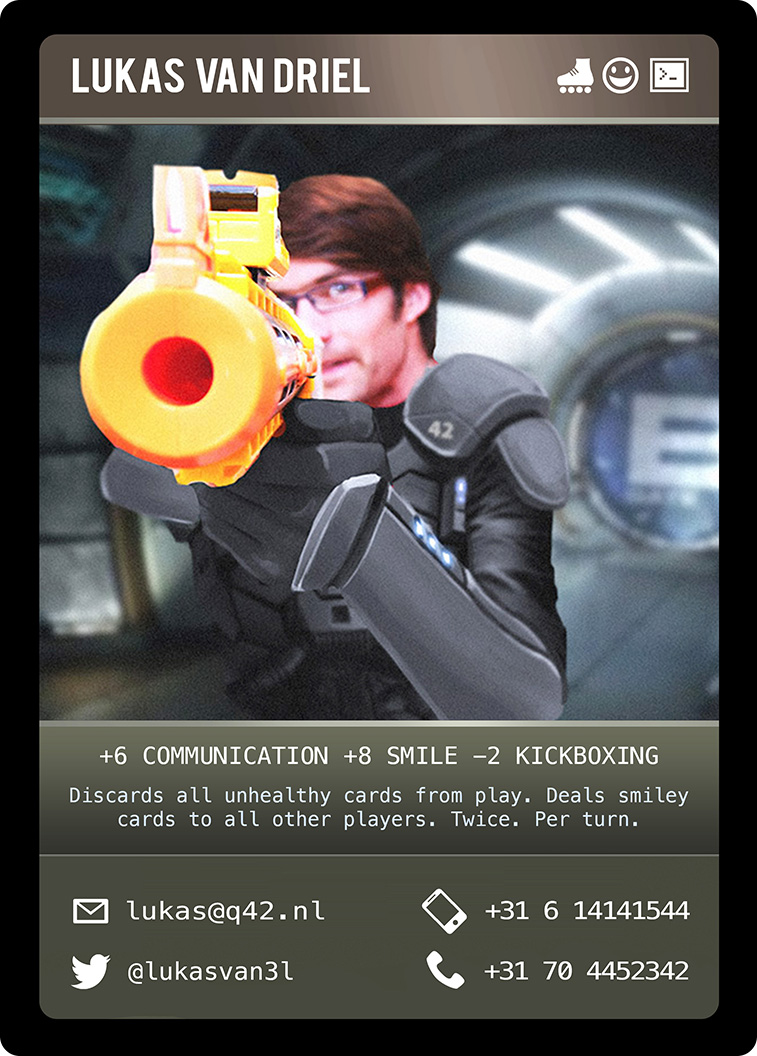 LUKAS VAN DRIEL
42
+6 COMMUNICATION +8 SMILE −2 KICKBOXING
Discards all unhealthy cards from play. Deals smiley
cards to all other players. Twice. Per turn.
lukas@q42.nl
+31 6 14141544
@lukasvan3l
+31 70 4452342